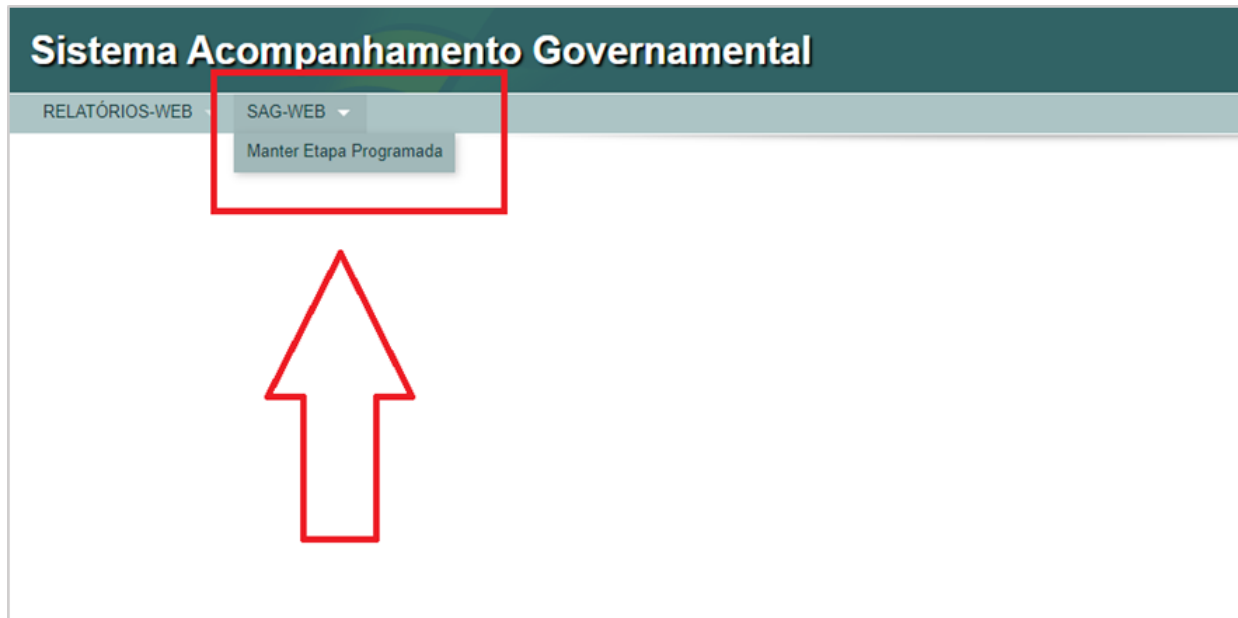 Sistema Acompanhamento Governamental
RELATÓRIOS-WEB SAG-WEB
Manter Etapa Programada